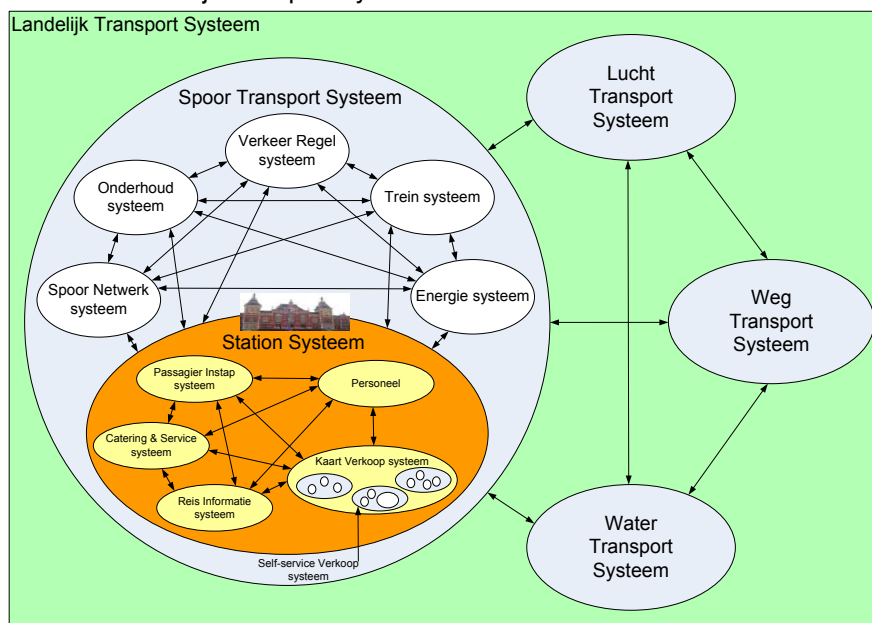 Landelijk Transport Systeem
Spoor Transport Systeem
Verkeer Regel
systeem
Onderhoud
systeem
Trein systeem
Spoor Netwerk
systeem
Energie systeem
Station Systeem
Passagier Instap
systeem
Personeel
Catering & Service
systeem
Kaart Verkoop systeem
Reis Informatie
systeem
Self-service Verkoop
systeem
Lucht
Transport
Systeem
Weg
Transport
Systeem
Water
Transport
Systeem